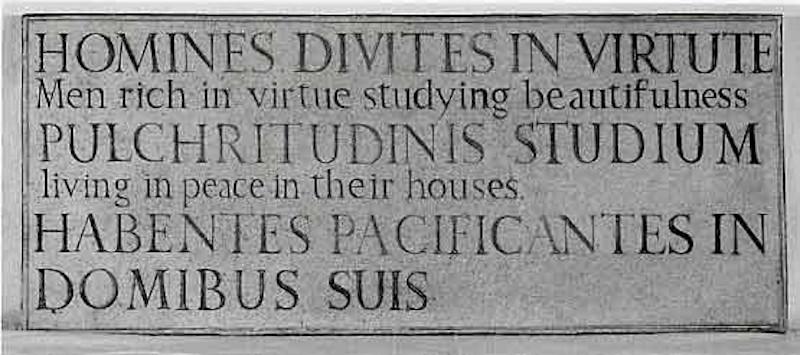 HOMINES DIVITES IN VIRTUTE
Men rich in virtue studying beautifulness
PULCHRITUDINIS STUDIUM
living in peace in their houses.
HABENTES PACIFICANTES IN
DOMIBUS SUIS